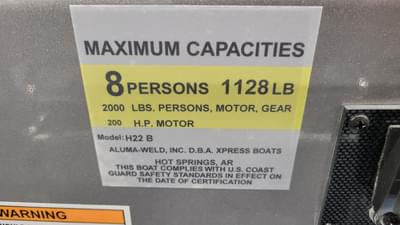 MAXIMUM CAPACITIES
8 PERSONS 1128 LB
2000 LBS. PERSONS, MOTOR, GEAR
200 H.P. MOTOR
Model: H22 B
ALUMA-WELD, INC. D.B.A. XPRESS BOATS
HOT SPRINGS, AR
THIS BOAT COMPLIES WITH U.S. COAST
GUARD SAFETY STANDARDS IN EFFECT ON
THE DATE OF CERTIFICATION
WARNING